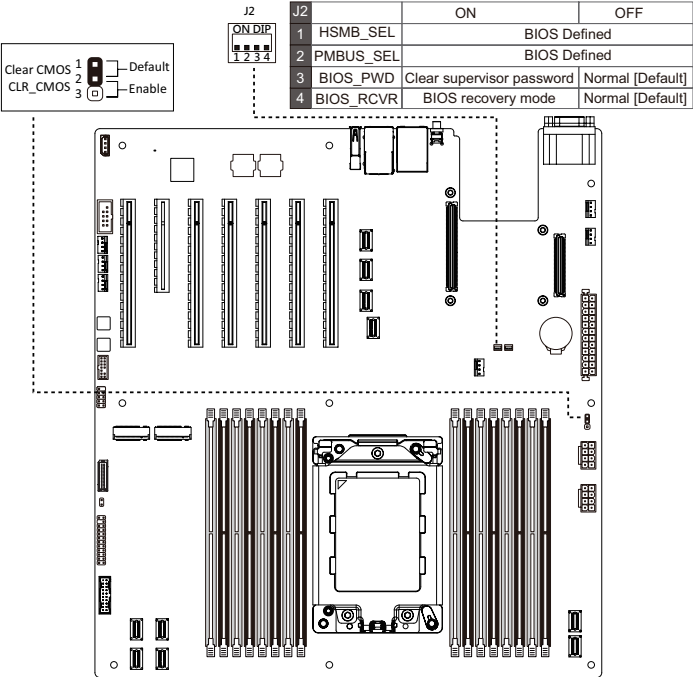 J2
ON DIP
1 2 3 4
J2 ON OFF
1 HSMB_SEL BIOS Defined
2 PMBUS_SEL BIOS Defined
3 BIOS_PWD Clear supervisor password Normal [Default]
4 BIOS_RCVR BIOS recovery mode Normal [Default]
Clear CMOS 1 Default
CLR_CMOS 2
3 Enable